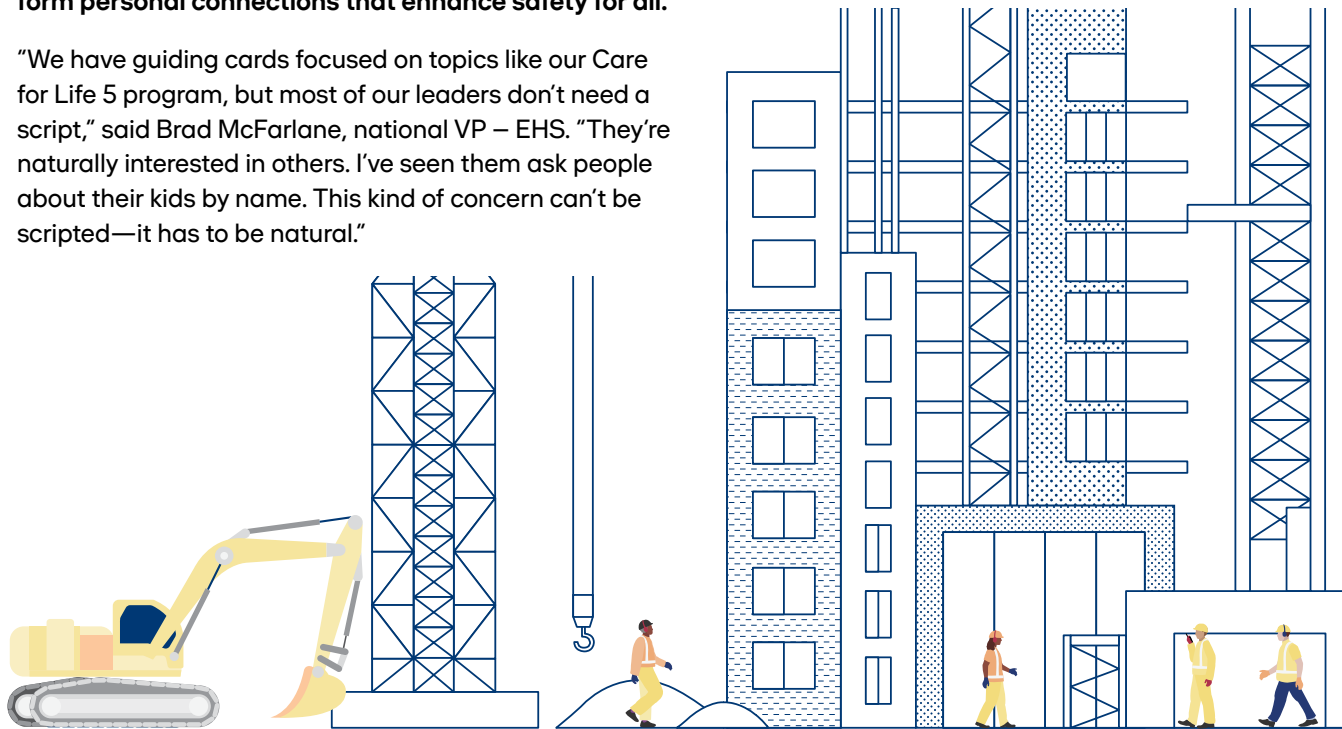 form personal connections that enhance safety for all.
"We have guiding cards focused on topics like our Care
for Life 5 program, but most of our leaders don't need a
script," said Brad McFarlane, national VP – EHS. "They're
naturally interested in others. I've seen them ask people
about their kids by name. This kind of concern can't be
scripted—it has to be natural."